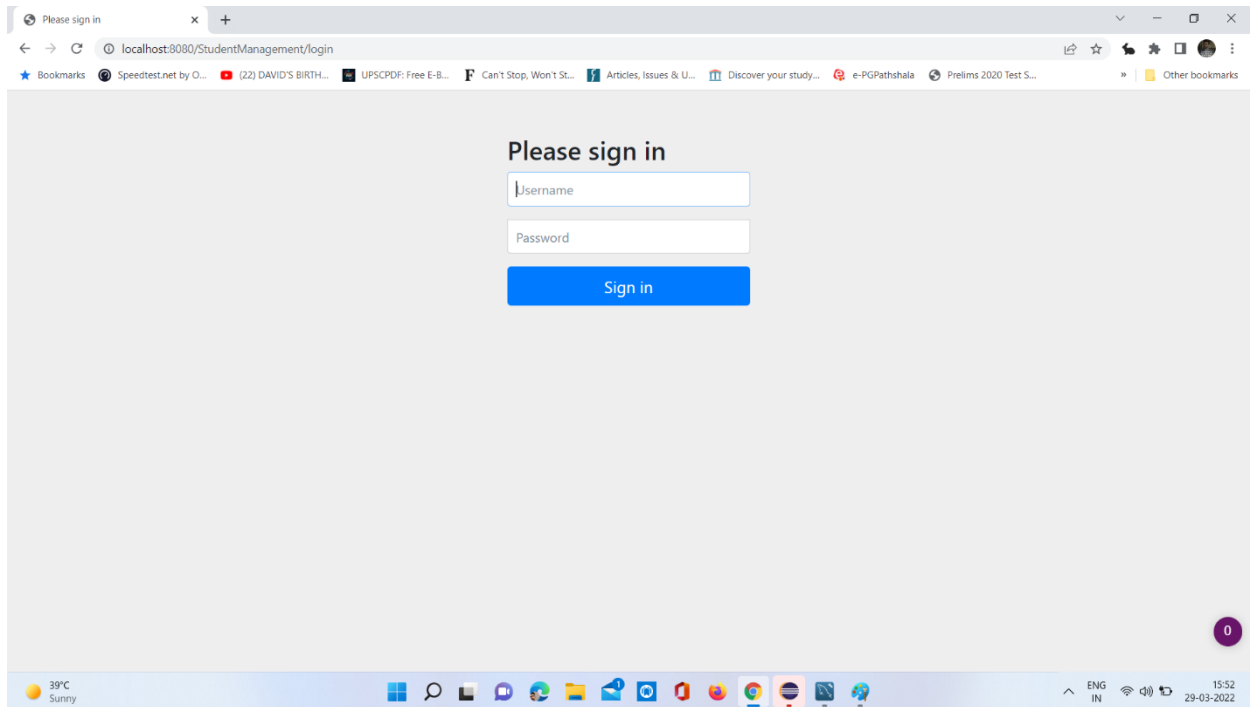 Please sign in
localhost:8080/StudentManagement/login
Bookmarks Speedtest.net by O... (22) DAVID'S BIRTH... UPSCPDF: Free E-B... Can't Stop, Won't St... Articles, Issues & U... Discover your study... e-PGPathshala Prelims 2020 Test S... » Other bookmarks
Please sign in
Username
Password
Sign in
0
39°C
Sunny
1
ENG
IN
15:52
29-03-2022